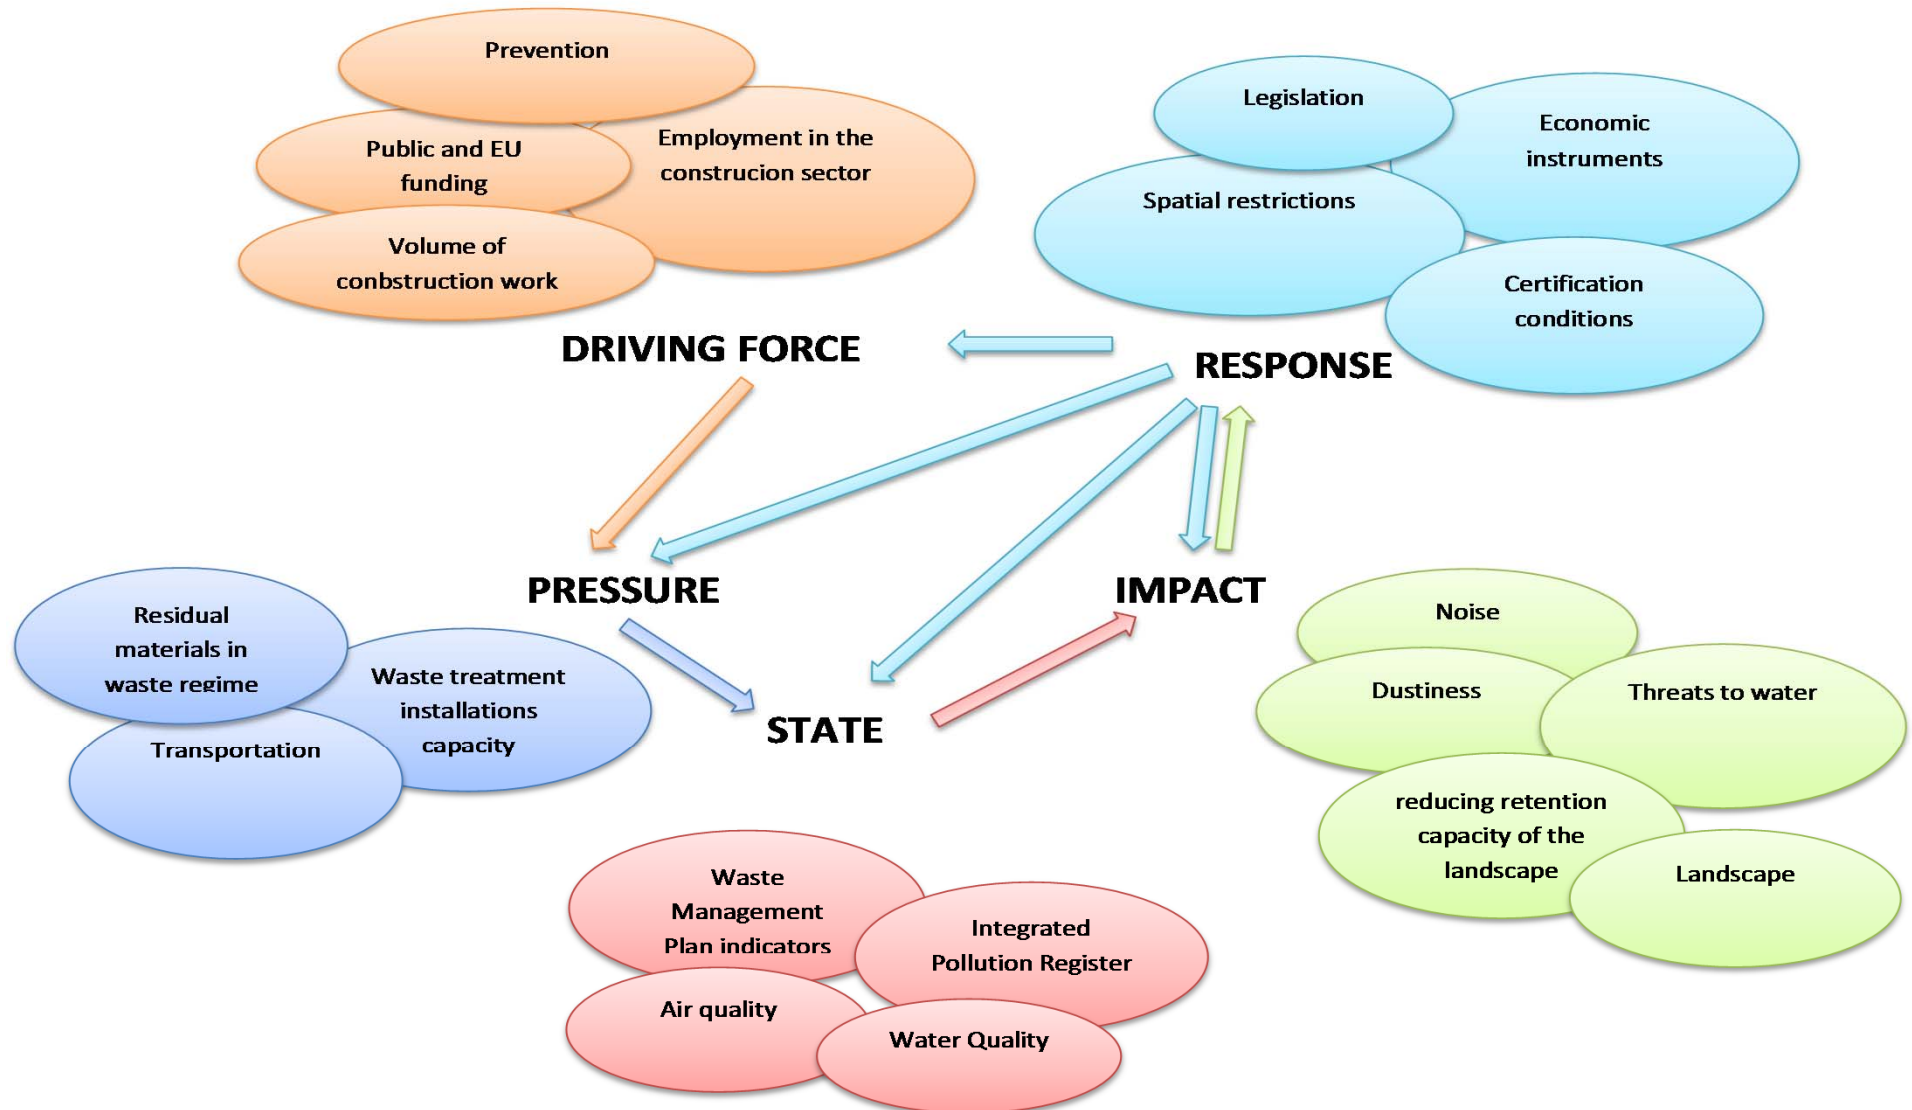 Prevention
Public and EU
funding
Employment in the
construcion sector
Volume of
conbstruction work
DRIVING FORCE
Legislation
Economic
instruments
Spatial restrictions
Certification
conditions
RESPONSE
PRESSURE
Residual
materials in
waste regime
Waste treatment
installations
capacity
Transportation
IMPACT
Noise
Dustiness
Threats to water
reducing retention
capacity of the
landscape
Landscape
STATE
Waste
Management
Plan indicators
Integrated
Pollution Register
Air quality
Water Quality